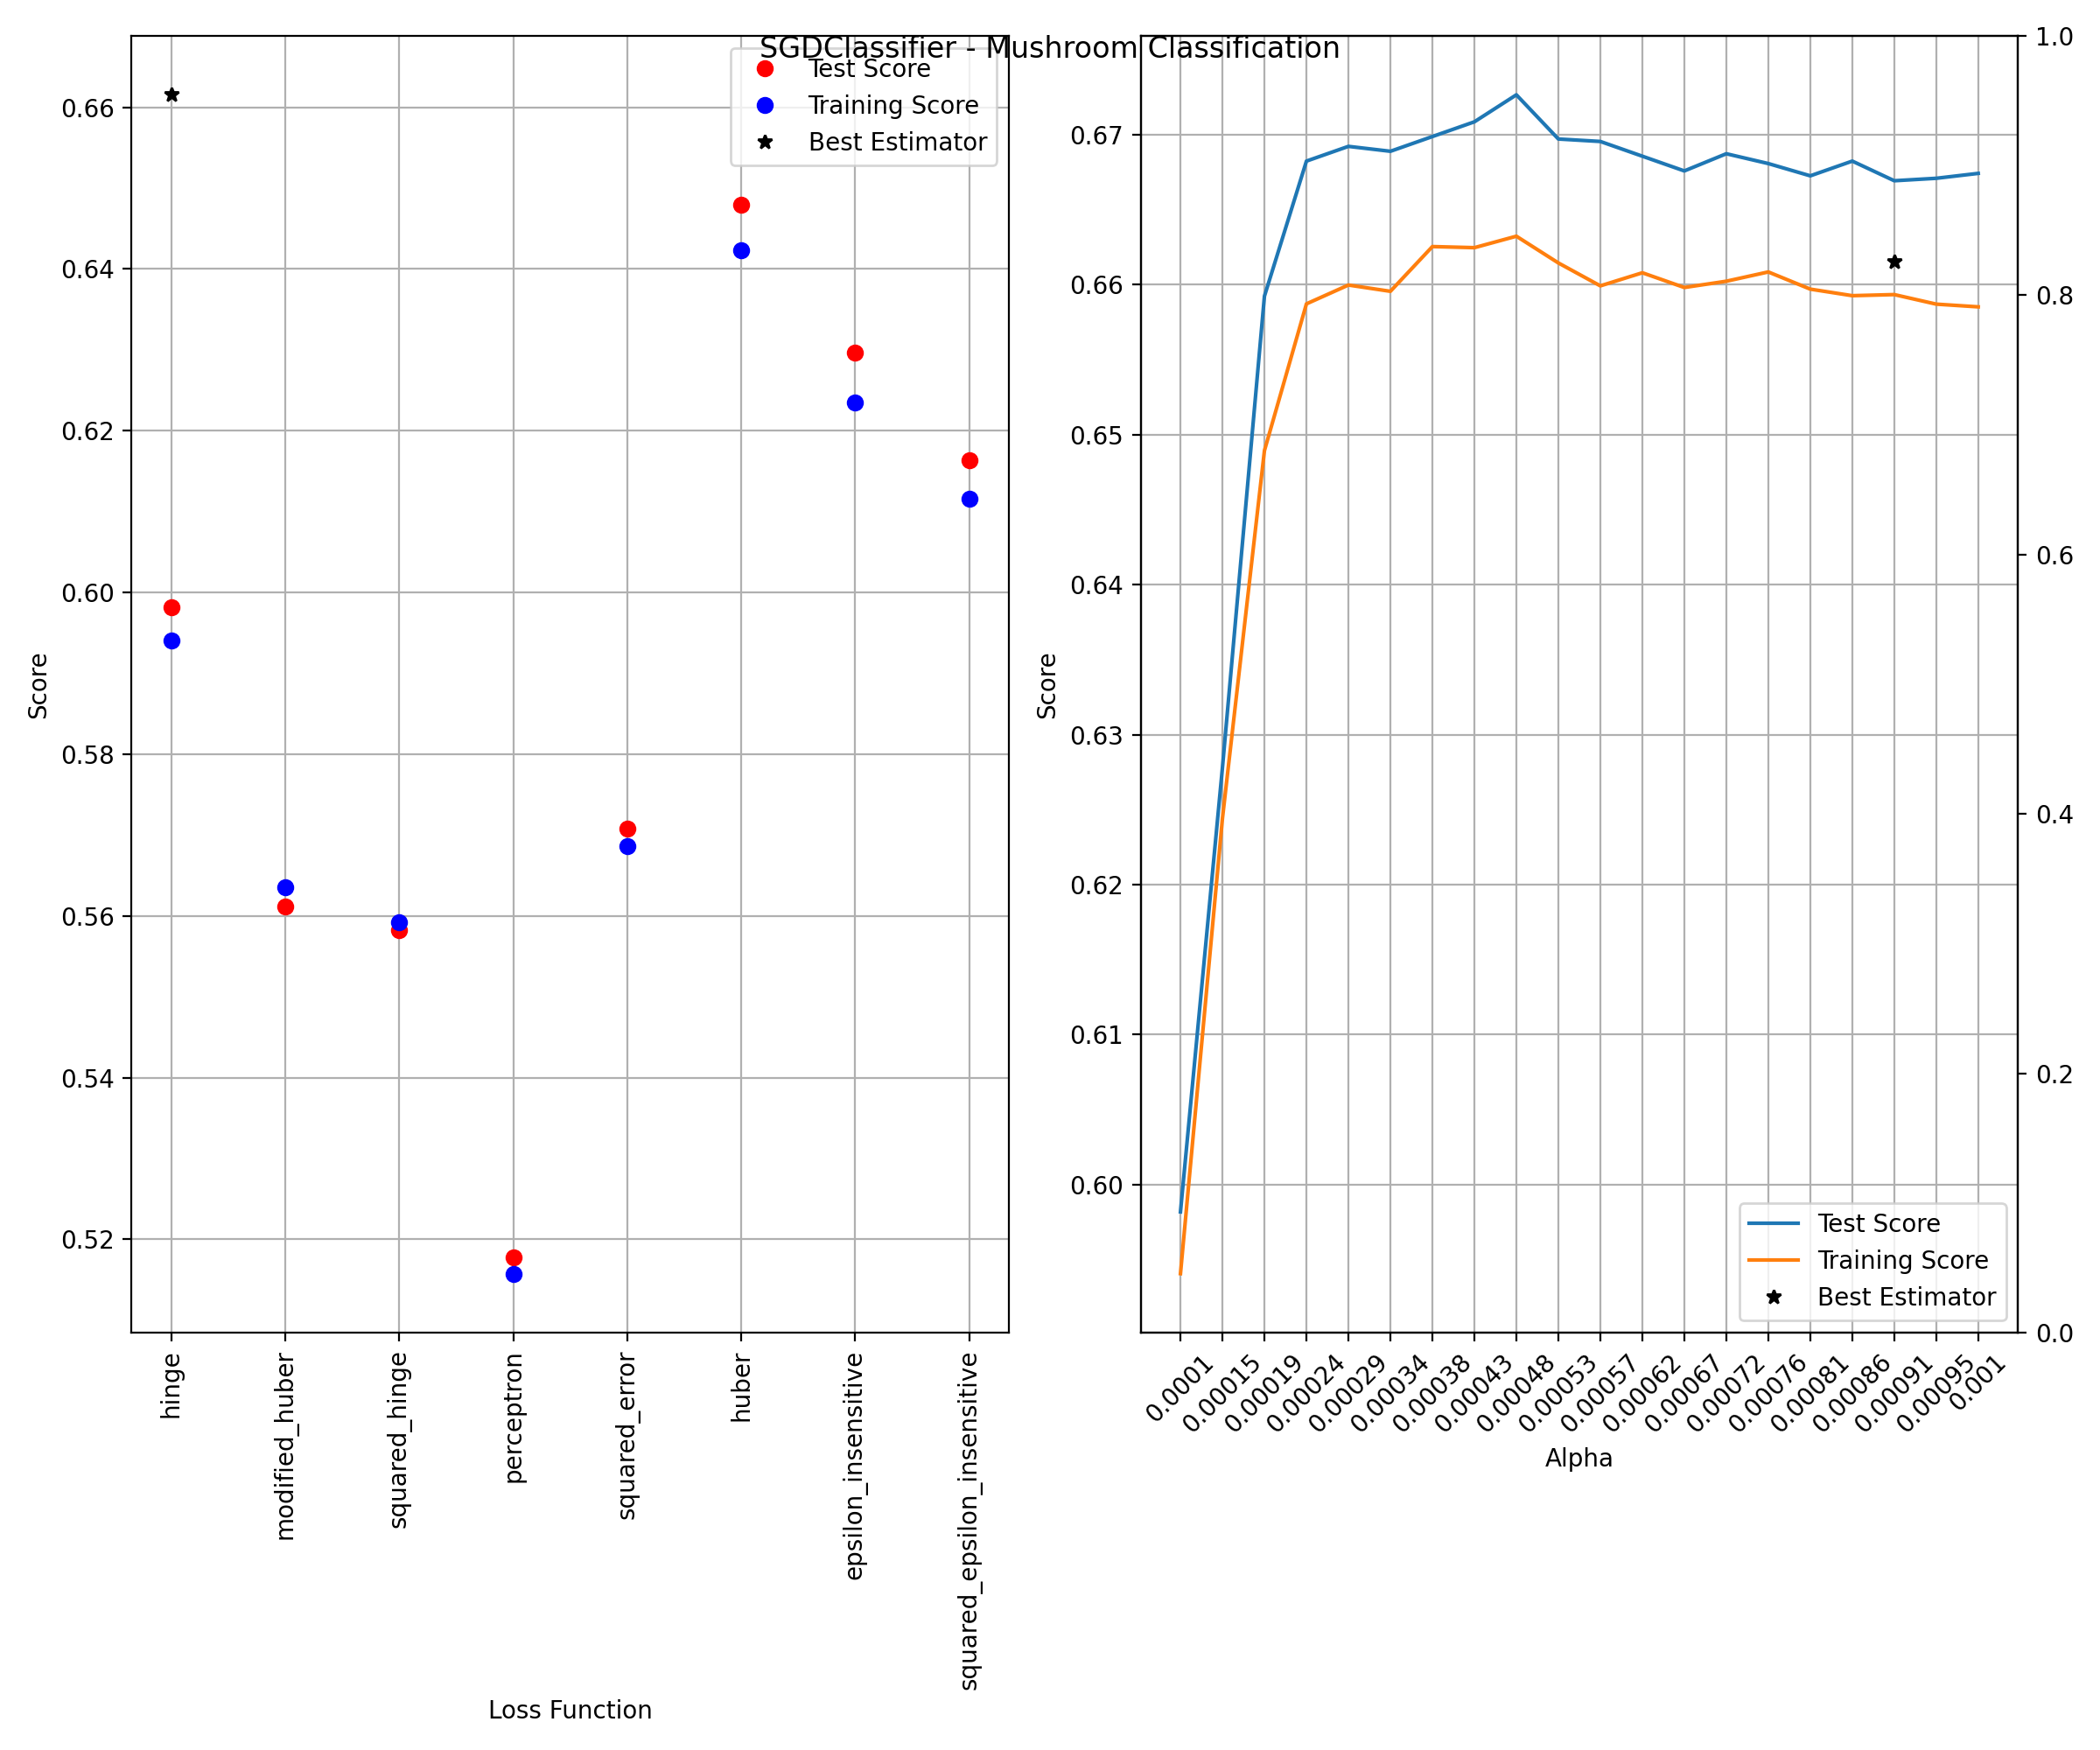 SGDClassifier - Mushroom Classification
Test Score
Training Score
Best Estimator
0.66
0.64
0.62
0.60
0.58
0.56
0.54
0.52
Score
hinge
modified_huber
squared_hinge
perceptron
squared_error
huber
epsilon_insensitive
squared_epsilon_insensitive
Loss Function
0.67
0.66
0.65
0.64
0.63
0.62
0.61
0.60
Score
1.0
0.8
0.6
0.4
0.2
0.0
Test Score
Training Score
Best Estimator
0.0001
0.00015
0.00019
0.00024
0.00029
0.00034
0.00038
0.00043
0.00048
0.00053
0.00057
0.00062
0.00067
0.00072
0.00076
0.00081
0.00086
0.00091
0.00095
0.001
Alpha